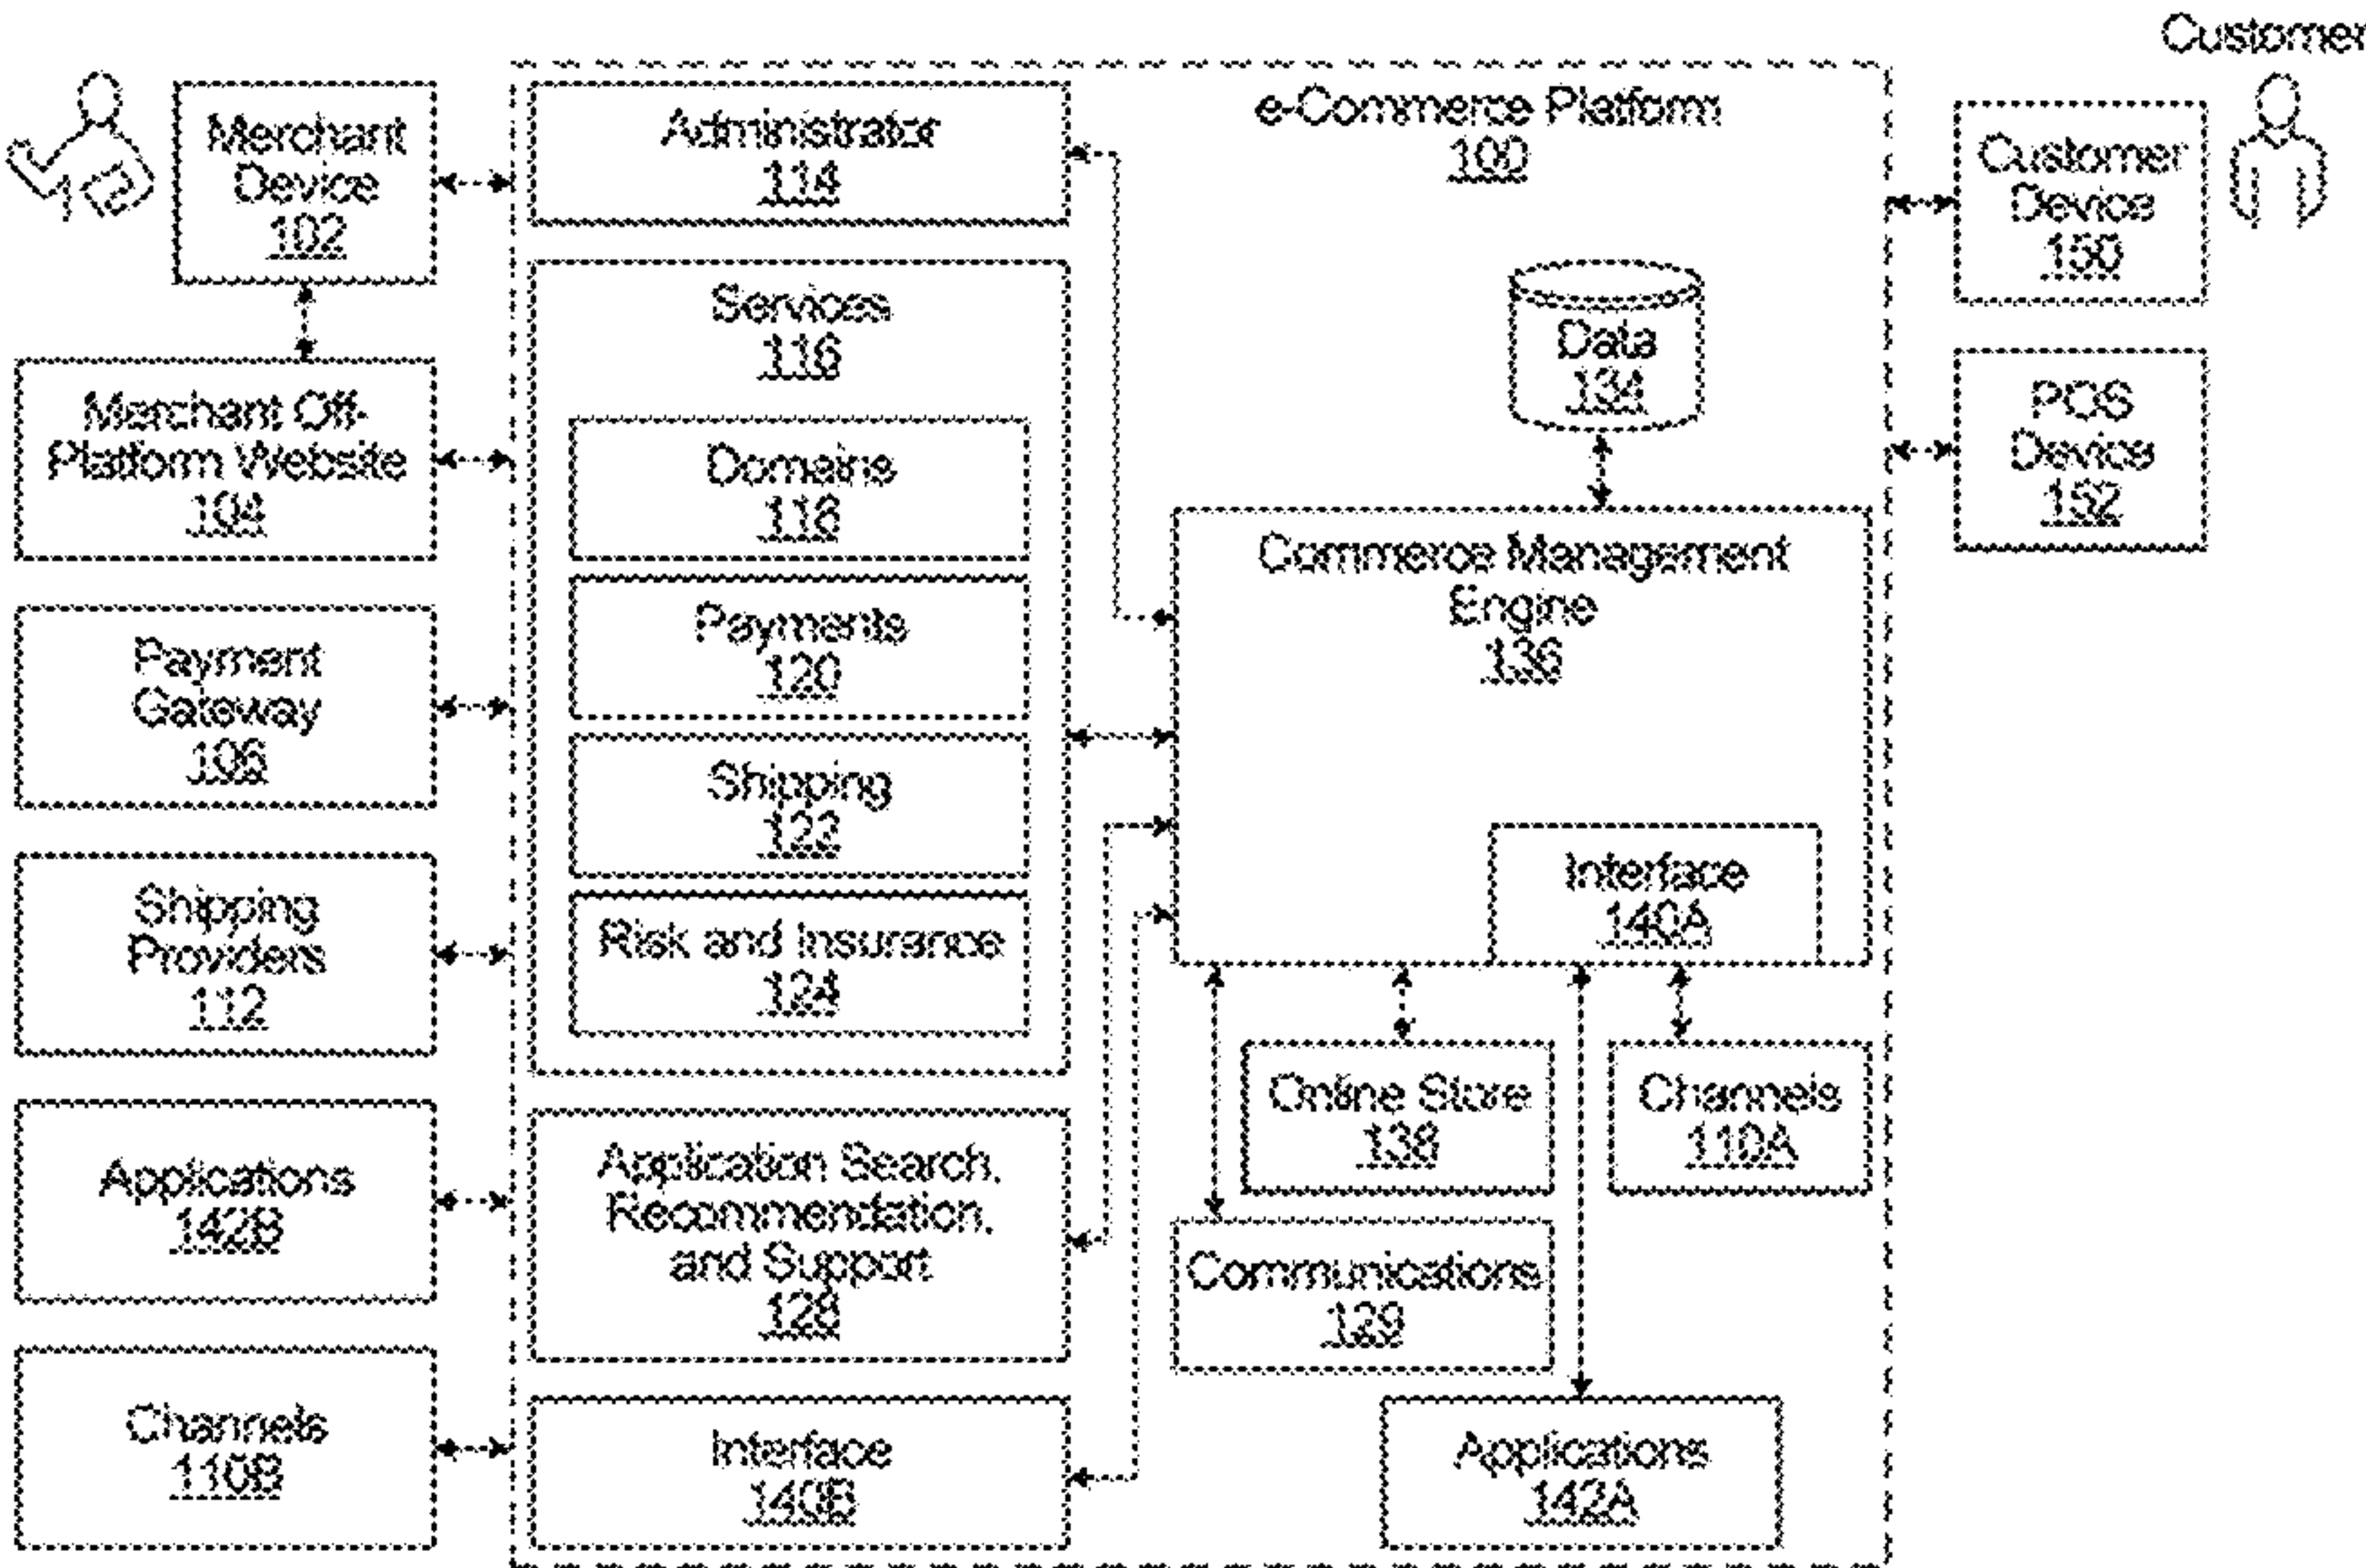 Customer
Merchant
Device
102
Administrator
114
e-Commerce Platform
100
Customer
Device
150
Services
116
Data
134
Merchant Off-
Platform Website
104
POS
Device
152
Domains
118
Commerce Management
Engine
136
Payment
Gateway
106
Payments
120
Shipping
122
Shipping
Providers
112
Risk and Insurance
124
Interface
140A
Online Store
138
Channels
110A
Applications
142B
Application Search,
Recommendation,
and Support
128
Communications
129
Channels
110B
Interface
140B
Applications
142A